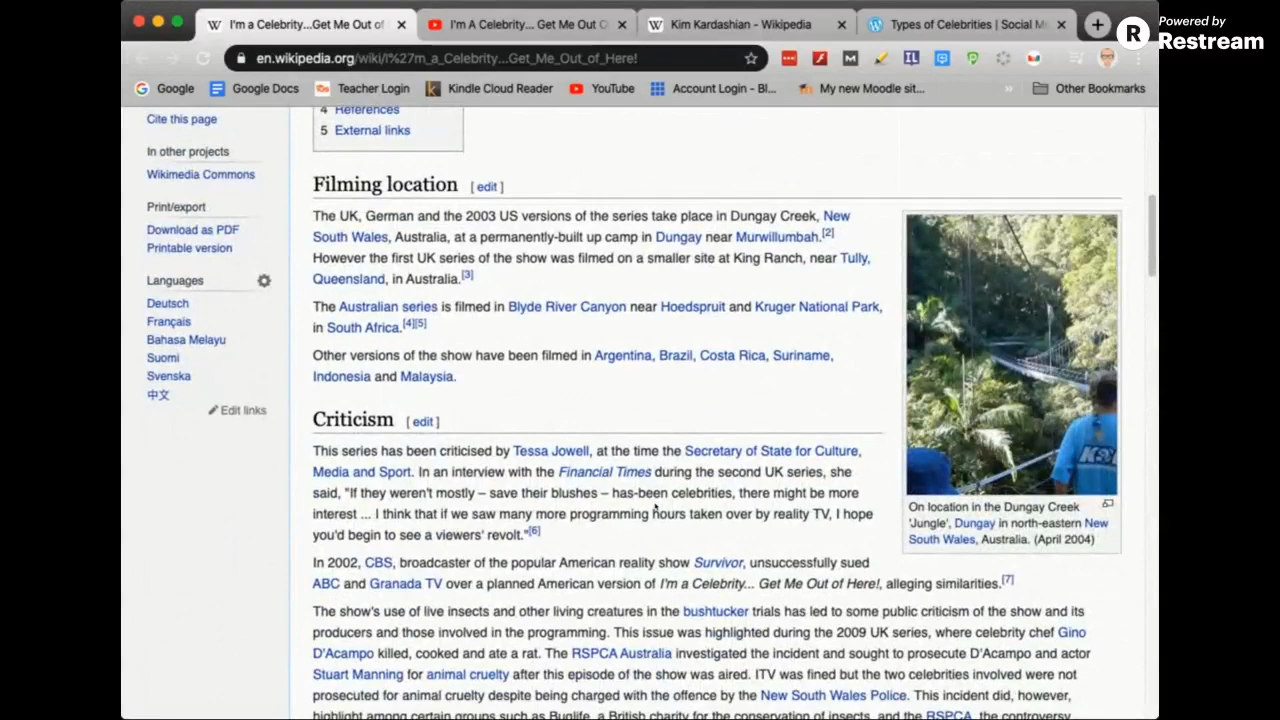 I'm a Celebrity...Get Me Out of
I'm A Celebrity... Get Me Out O
Kim Kardashian - Wikipedia
Types of Celebrities | Social M
Powered by
Restream
en.wikipedia.org/wiki/I%27m_a_Celebrity...Get_Me_Out_of_Here!
Google
Google Docs
Teacher Login
Kindle Cloud Reader
YouTube
Account Login - Bl...
My new Moodle sit...
»
Other Bookmarks
Cite this page
In other projects
Wikimedia Commons
Print/export
Download as PDF
Printable version
Languages
Deutsch
Français
Bahasa Melayu
Suomi
Svenska
中文
Edit links
4 References
5 External links
Filming location [ edit ]
The UK, German and the 2003 US versions of the series take place in Dungay Creek, New
South Wales, Australia, at a permanently-built up camp in Dungay near Murwillumbah.[2]
However the first UK series of the show was filmed on a smaller site at King Ranch, near Tully,
Queensland, in Australia.[3]
The Australian series is filmed in Blyde River Canyon near Hoedspruit and Kruger National Park,
in South Africa.[4][5]
Other versions of the show have been filmed in Argentina, Brazil, Costa Rica, Suriname,
Indonesia and Malaysia.
On location in the Dungay Creek
'Jungle', Dungay in north-eastern New
South Wales, Australia. (April 2004)
Criticism [ edit ]
This series has been criticised by Tessa Jowell, at the time the Secretary of State for Culture,
Media and Sport. In an interview with the Financial Times during the second UK series, she
said, "If they weren't mostly – save their blushes – has-been celebrities, there might be more
interest ... I think that if we saw many more programming hours taken over by reality TV, I hope
you'd begin to see a viewers' revolt."[6]
In 2002, CBS, broadcaster of the popular American reality show Survivor, unsuccessfully sued
ABC and Granada TV over a planned American version of I'm a Celebrity... Get Me Out of Here!, alleging similarities.[7]
The show's use of live insects and other living creatures in the bushtucker trials has led to some public criticism of the show and its
producers and those involved in the programming. This issue was highlighted during the 2009 UK series, where celebrity chef Gino
D'Acampo killed, cooked and ate a rat. The RSPCA Australia investigated the incident and sought to prosecute D'Acampo and actor
Stuart Manning for animal cruelty after this episode of the show was aired. ITV was fined but the two celebrities involved were not
prosecuted for animal cruelty despite being charged with the offence by the New South Wales Police. This incident did, however,
highlight among certain groups such as Buglife, a British charity for the conservation of insects, and the RSPCA, the controversy